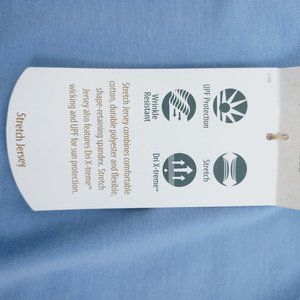 UPF Protection
Stretch
Wrinkle
Resistant
Dri X-treme™
Stretch Jersey combines comfortable
cotton, durable polyester and flexible,
shape-retaining spandex. Stretch
Jersey also features Dri X-treme™
wicking and UPF for sun protection.
Stretch Jersey